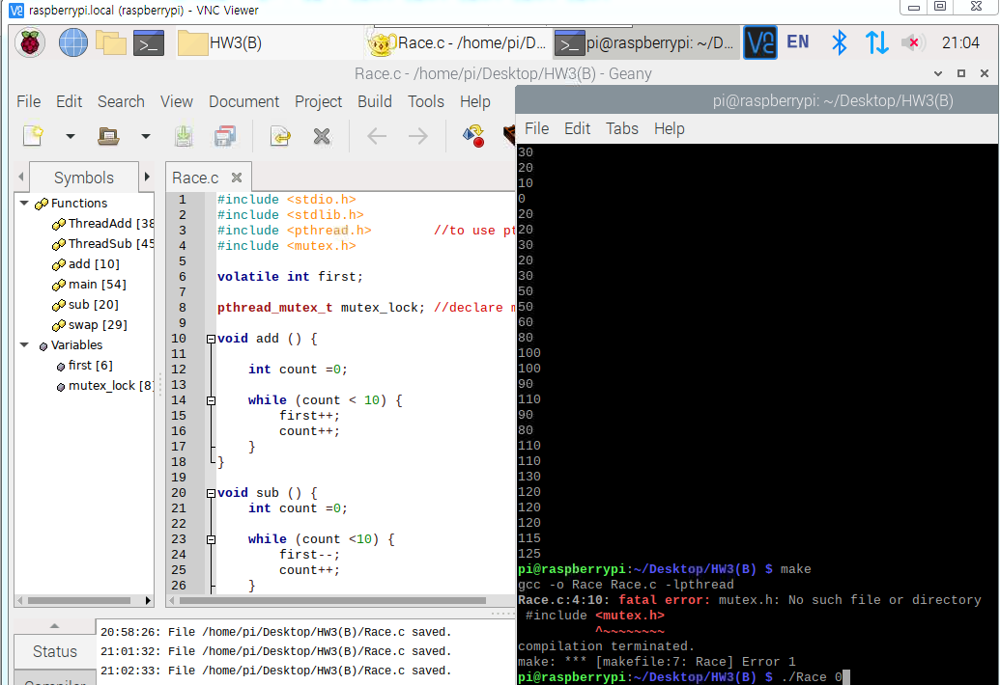 raspberrypi.local (raspberrypi) - VNC Viewer
HW3(B)
Race.c - /home/pi/D...
pi@raspberrypi: ~/D...
EN
21:04
Race.c - /home/pi/Desktop/HW3(B) - Geany
File Edit Search View Document Project Build Tools Help
Symbols
Functions
ThreadAdd [38
ThreadSub [45
add [10]
main [54]
sub [20]
swap [29]
Variables
first [6]
mutex_lock [8]
Race.c
1 #include <stdio.h>
2 #include <stdlib.h>
3 #include <pthread.h> //to use pt
4 #include <mutex.h>
5
6 volatile int first;
7
8 pthread_mutex_t mutex_lock; //declare m
9
10 void add () {
11
12 int count =0;
13
14 while (count < 10) {
15 first++;
16 count++;
17 }
18 }
19
20 void sub () {
21 int count =0;
22
23 while (count <10) {
24 first--;
25 count++;
26 }
Status
20:58:26: File /home/pi/Desktop/HW3(B)/Race.c saved.
21:01:32: File /home/pi/Desktop/HW3(B)/Race.c saved.
21:02:33: File /home/pi/Desktop/HW3(B)/Race.c saved.
pi@raspberrypi: ~/Desktop/HW3(B)
File Edit Tabs Help
30
20
10
0
20
20
30
20
30
50
50
60
80
100
100
90
110
90
80
110
110
130
120
120
120
115
125
pi@raspberrypi:~/Desktop/HW3(B) $ make
gcc -o Race Race.c -lpthread
Race.c:4:10: fatal error: mutex.h: No such file or directory
#include <mutex.h>
^~~~~~~~~
compilation terminated.
make: *** [makefile:7: Race] Error 1
pi@raspberrypi:~/Desktop/HW3(B) $ ./Race 0